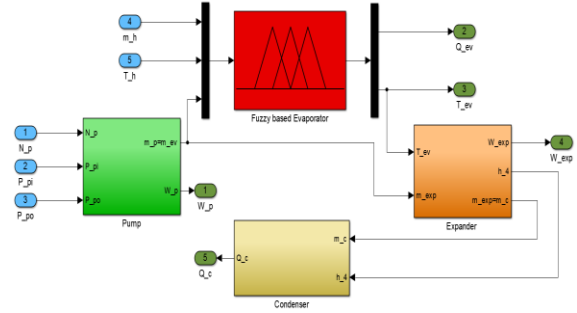 4
m_h
5
T_h
Fuzzy based Evaporator
2
Q_ev
3
T_ev
1
N_p
2
P_pi
3
P_po
N_p
P_pi
P_po
m_p=m_ev
W_p
Pump
1
W_p
T_ev
m_exp
W_exp
h_4
m_exp=m_c
Expander
4
W_exp
5
Q_c
Q_c
m_c
h_4
Condenser